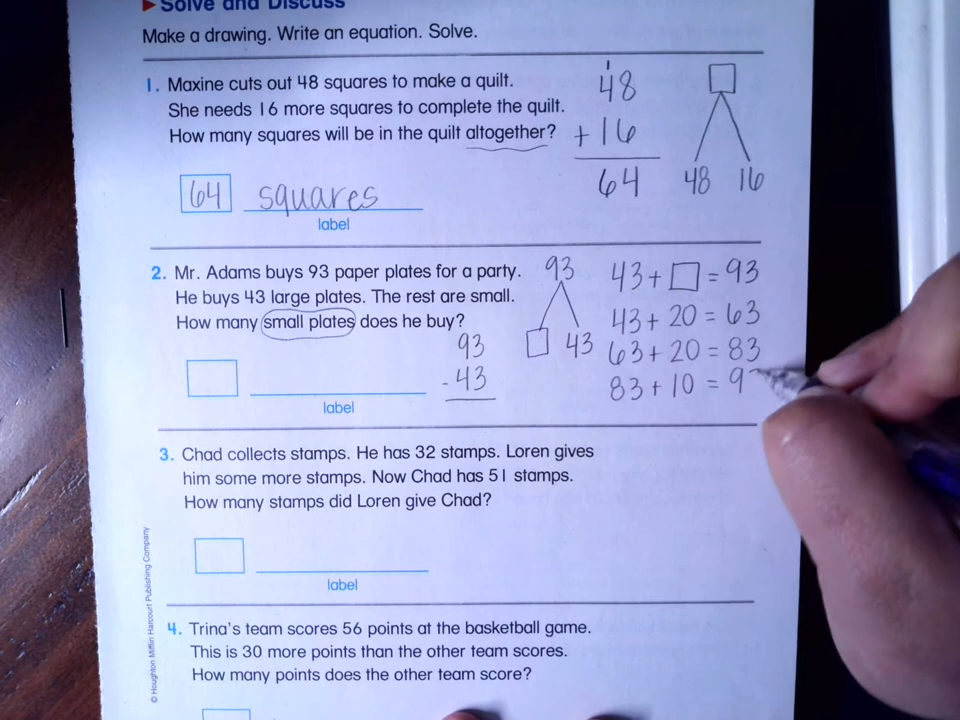 Solve and Discuss
Make a drawing. Write an equation. Solve.
1. Maxine cuts out 48 squares to make a quilt.
She needs 16 more squares to complete the quilt.
How many squares will be in the quilt altogether?
1
48
+ 16
64
48 16
64 squares
label
2. Mr. Adams buys 93 paper plates for a party.
He buys 43 large plates. The rest are small.
How many small plates does he buy?
93
43
93
- 43
43 + □ = 93
43 + 20 = 63
63 + 20 = 83
83 + 10 = 9
label
3. Chad collects stamps. He has 32 stamps. Loren gives
him some more stamps. Now Chad has 51 stamps.
How many stamps did Loren give Chad?
label
4. Trina's team scores 56 points at the basketball game.
This is 30 more points than the other team scores.
How many points does the other team score?
© Houghton Mifflin Harcourt Publishing Company